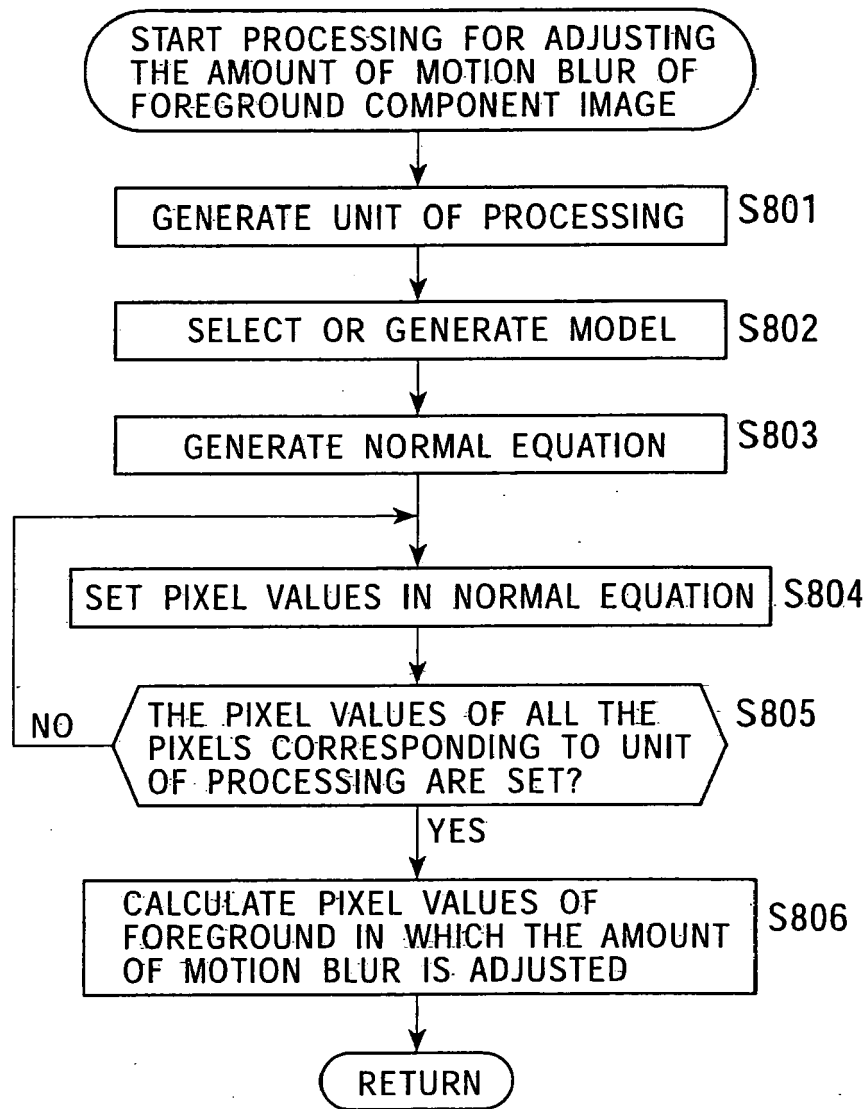 START PROCESSING FOR ADJUSTING
THE AMOUNT OF MOTION BLUR OF
FOREGROUND COMPONENT IMAGE
GENERATE UNIT OF PROCESSING
S801
SELECT OR GENERATE MODEL
S802
GENERATE NORMAL EQUATION
S803
SET PIXEL VALUES IN NORMAL EQUATION
S804
THE PIXEL VALUES OF ALL THE
PIXELS CORRESPONDING TO UNIT
OF PROCESSING ARE SET?
S805
NO
YES
CALCULATE PIXEL VALUES OF
FOREGROUND IN WHICH THE AMOUNT
OF MOTION BLUR IS ADJUSTED
S806
RETURN